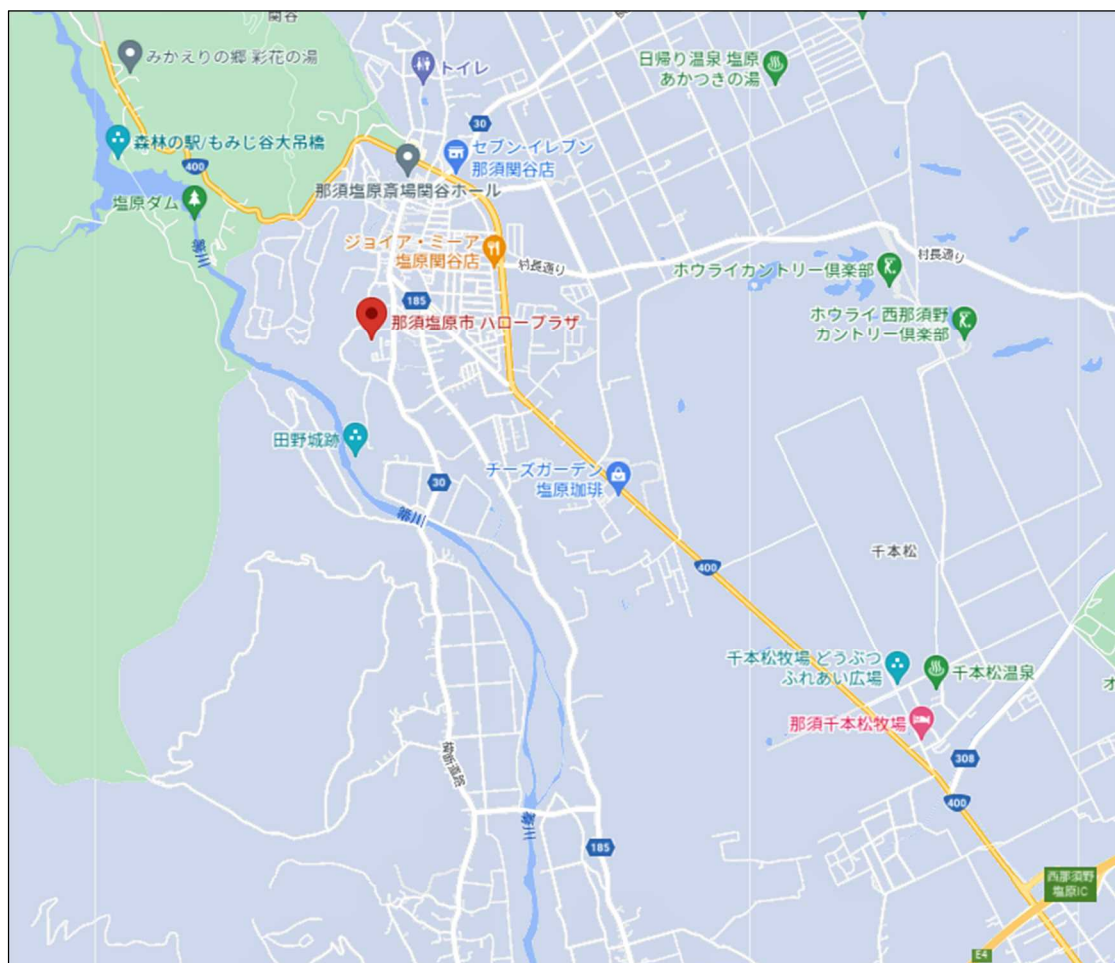 関谷
みかえりの郷 彩花の湯
トイレ
日帰り温泉 塩原
あかつきの湯
30
森林の駅/もみじ谷大吊橋
セブン-イレブン
那須関谷店
400
那須塩原斎場関谷ホール
塩原ダム
箒川
ジョイア・ミーア
塩原関谷店
村長通り
ホウライカントリー倶楽部
村長通り
185
那須塩原市 ハロープラザ
ホウライ 西那須野
カントリー倶楽部
田野城跡
チーズガーデン
塩原珈琲
30
箒川
千本松
400
千本松牧場 どうぶつ
ふれあい広場
千本松温泉
オ
那須千本松牧場
308
400
箒川
185
西那須野
塩原IC
E4